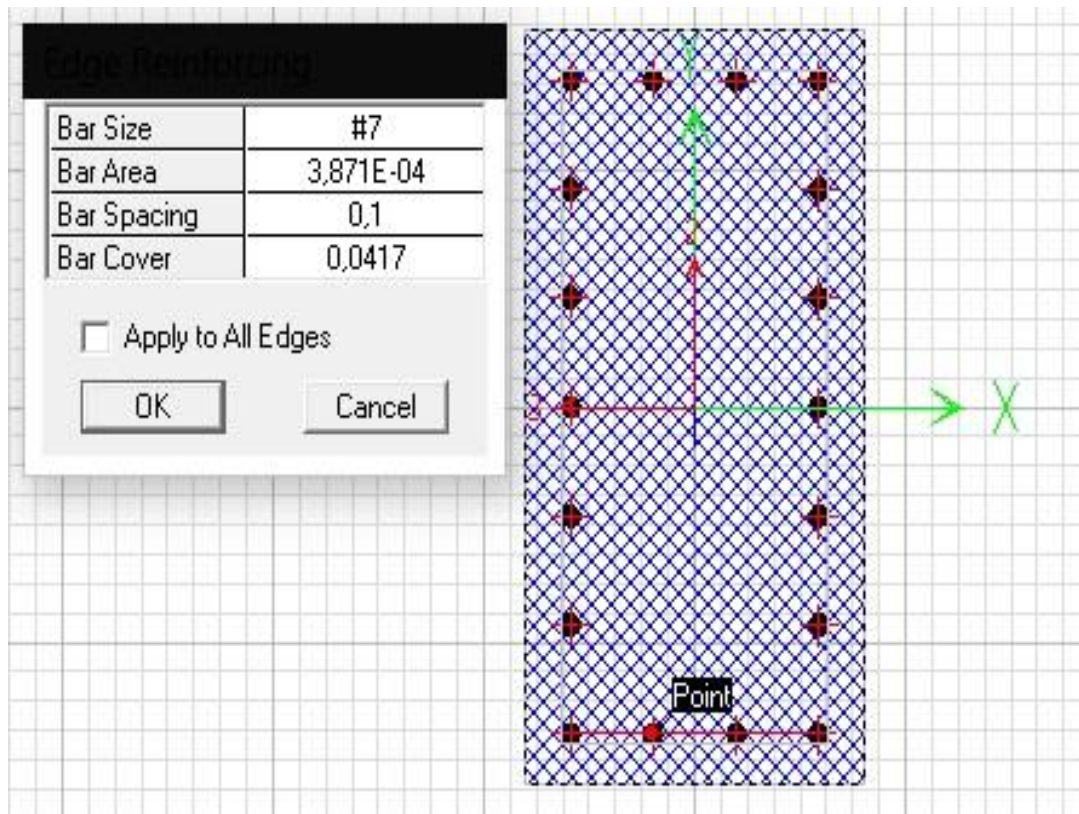 Edge Reinforcing
Bar Size #7
Bar Area 3,871E-04
Bar Spacing 0,1
Bar Cover 0,0417
Apply to All Edges
OK Cancel
X
Point